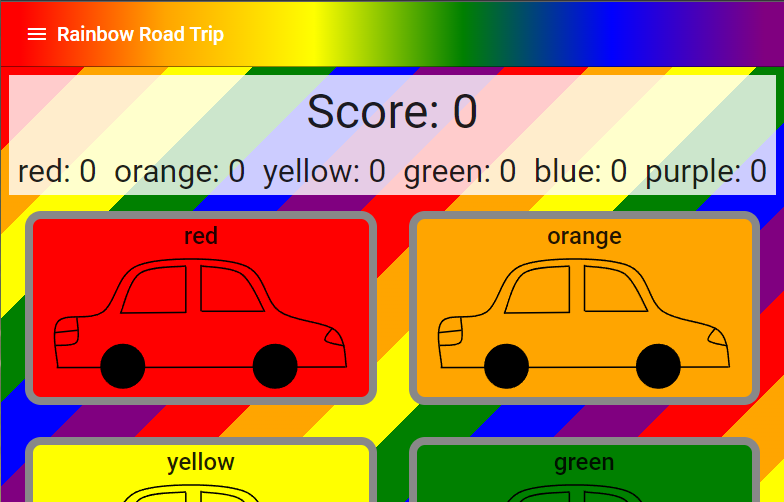 Rainbow Road Trip
Score: 0
red: 0 orange: 0 yellow: 0 green: 0 blue: 0 purple: 0
red
orange
yellow
green